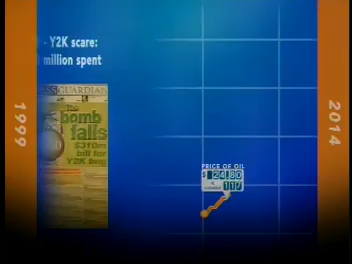 - Y2K scare:
million spent
GUARDIAN
The
bomb
falls
$310m
bill for
Y2K bug
1999
2014
PRICE OF OIL
$ 24.80
117